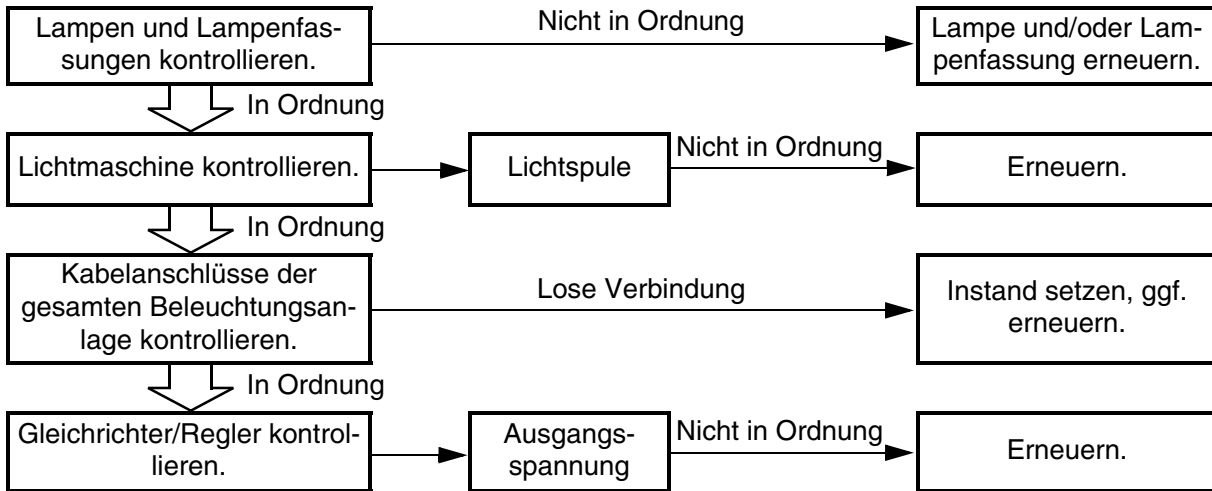 Lampen und Lampenfas-
sungen kontrollieren.
Nicht in Ordnung
Lampe und/oder Lam-
penfassung erneuern.
In Ordnung
Lichtmaschine kontrollieren.
Lichtspule
Nicht in Ordnung
Erneuern.
In Ordnung
Kabelanschlüsse der
gesamten Beleuchtungsan-
lage kontrollieren.
Lose Verbindung
Instand setzen, ggf.
erneuern.
In Ordnung
Gleichrichter/Regler kontrol-
lieren.
Ausgangs-
spannung
Nicht in Ordnung
Erneuern.